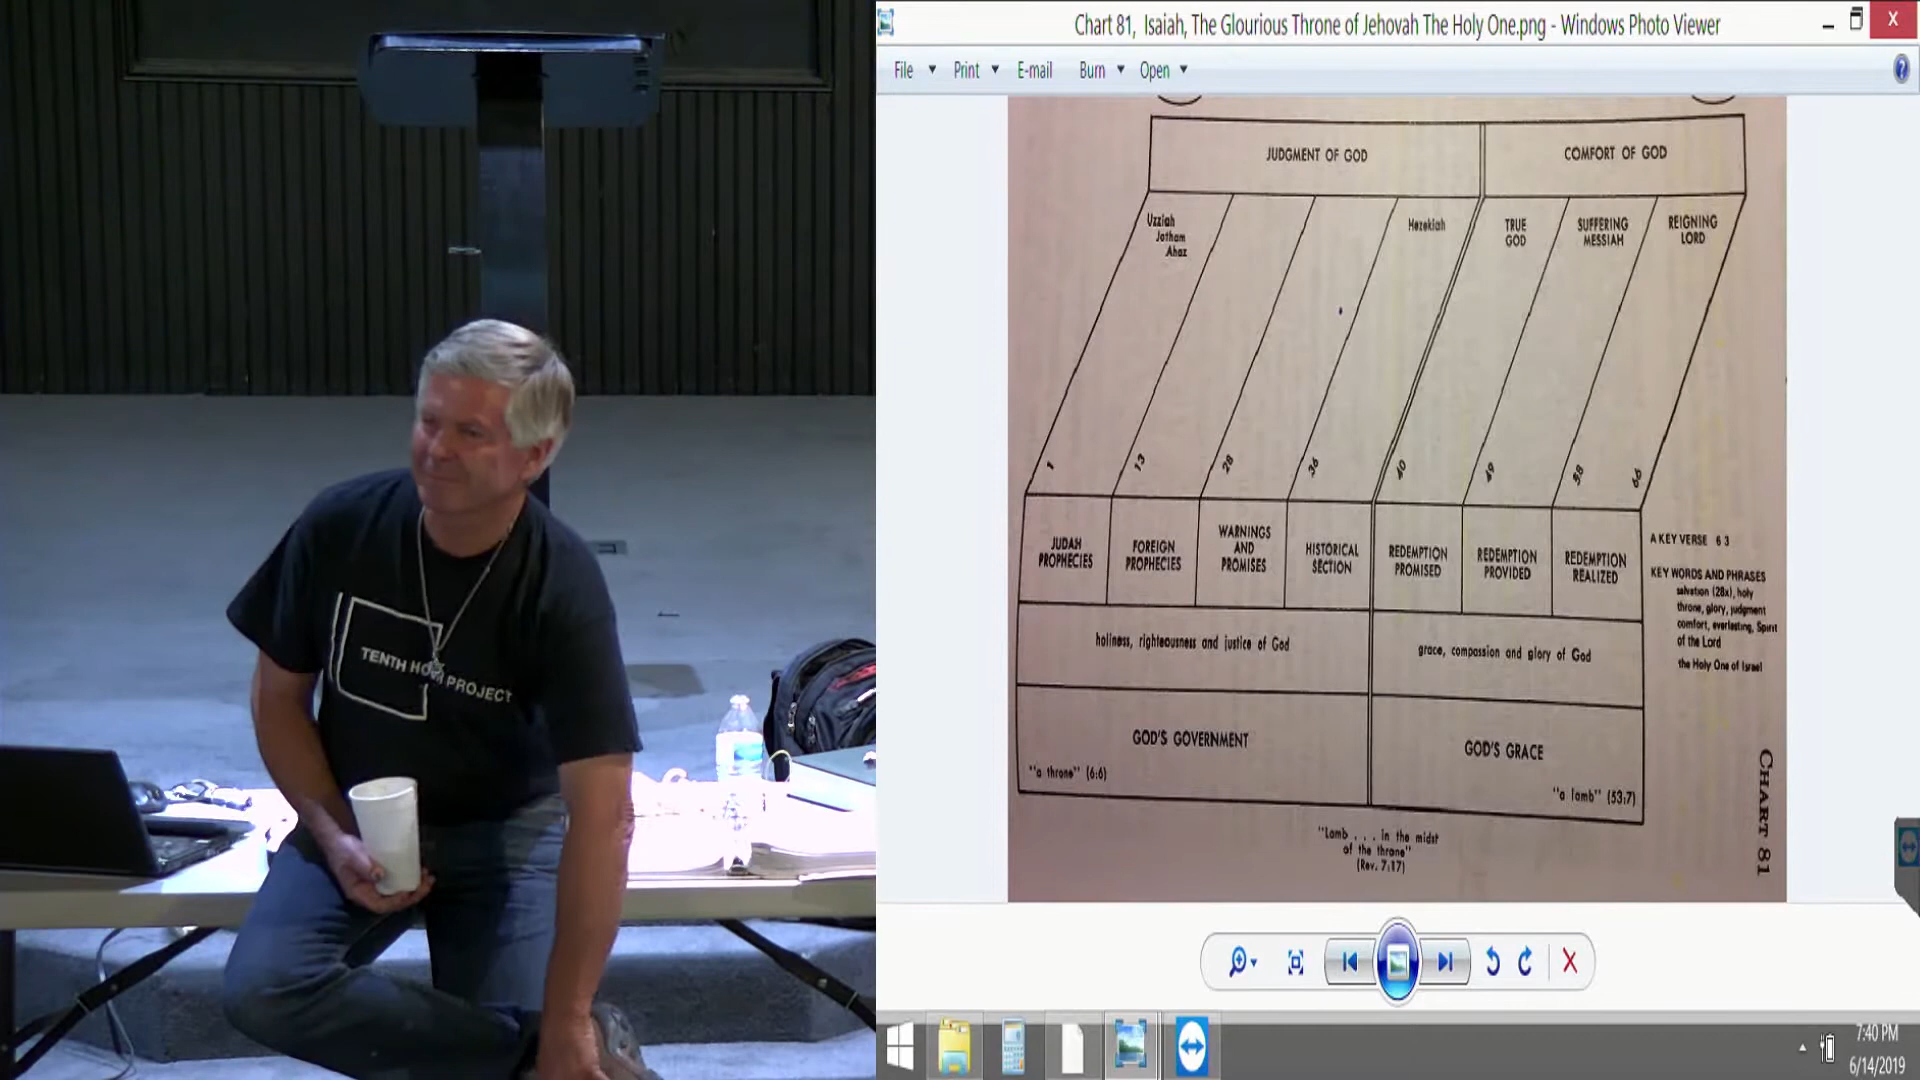 TENTH HOUR PROJECT
Chart 81, Isaiah, The Glourious Throne of Jehovah The Holy One.png - Windows Photo Viewer
File Print E-mail Burn Open
JUDGMENT OF GOD
COMFORT OF GOD
Uzziah
Jotham
Ahaz
Hezekiah
TRUE
GOD
SUFFERING
MESSIAH
REIGNING
LORD
1 13 28 36 40 49 58 66
JUDAH
PROPHECIES
FOREIGN
PROPHECIES
WARNINGS
AND
PROMISES
HISTORICAL
SECTION
REDEMPTION
PROMISED
REDEMPTION
PROVIDED
REDEMPTION
REALIZED
A KEY VERSE 6 3
KEY WORDS AND PHRASES
salvation (28x), holy
throne, glory, judgment
comfort, everlasting, Spirit
of the Lord
the Holy One of Israel
holiness, righteousness and justice of God
grace, compassion and glory of God
GOD'S GOVERNMENT
"a throne" (6:6)
GOD'S GRACE
"a lamb" (53:7)
"Lamb . . . in the midst
of the throne"
(Rev. 7:17)
CHART 81
7:40 PM
6/14/2019